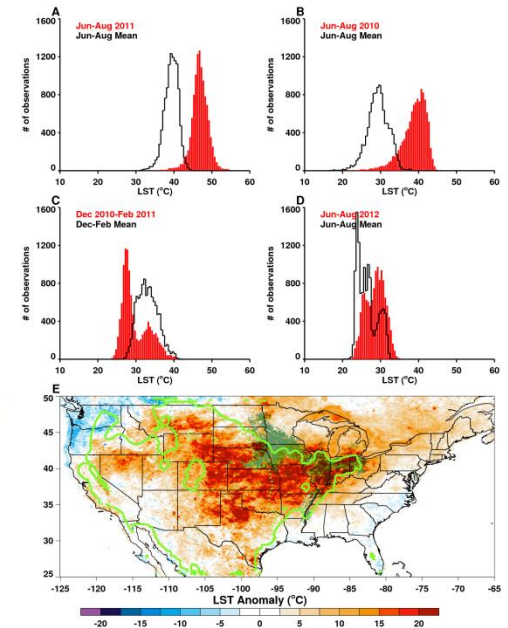 A
Jun-Aug 2011
Jun-Aug Mean
# of observations
1600
1200
800
400
0
10 20 30 40 50 60
LST (°C)
B
Jun-Aug 2010
Jun-Aug Mean
# of observations
1600
1200
800
400
0
10 20 30 40 50 60
LST (°C)
C
Dec 2010-Feb 2011
Dec-Feb Mean
# of observations
1600
1200
800
400
0
10 20 30 40 50 60
LST (°C)
D
Jun-Aug 2012
Jun-Aug Mean
# of observations
1600
1200
800
400
0
10 20 30 40 50 60
LST (°C)
E
50
45
40
35
30
25
-125 -120 -115 -110 -105 -100 -95 -90 -85 -80 -75 -70 -65
LST Anomaly (°C)
-20 -15 -10 -5 0 5 10 15 20